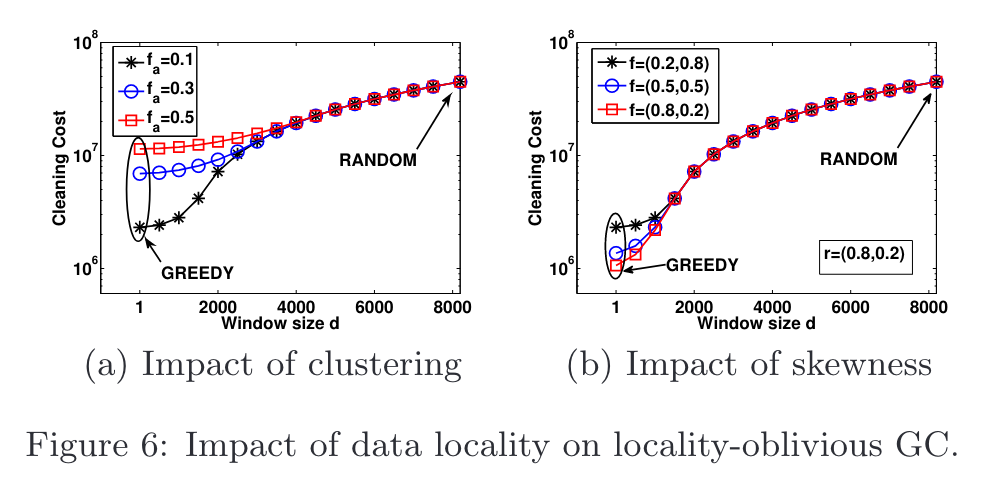 10^8
f_a=0.1
f_a=0.3
f_a=0.5
10^7
10^6
Cleaning Cost
RANDOM
GREEDY
1 2000 4000 6000 8000
Window size d
(a) Impact of clustering
10^8
f=(0.2,0.8)
f=(0.5,0.5)
f=(0.8,0.2)
10^7
10^6
Cleaning Cost
RANDOM
r=(0.8,0.2)
GREEDY
1 2000 4000 6000 8000
Window size d
(b) Impact of skewness
Figure 6: Impact of data locality on locality-oblivious GC.